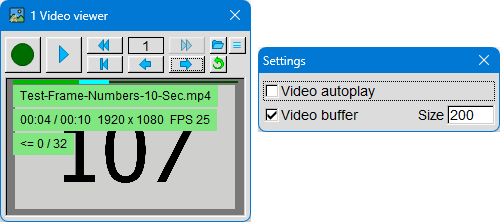 1 Video viewer
1
Test-Frame-Numbers-10-Sec.mp4
00:04 / 00:10 1920 x 1080 FPS 25
<= 0 / 32
107
Settings
Video autoplay
Video buffer Size 200